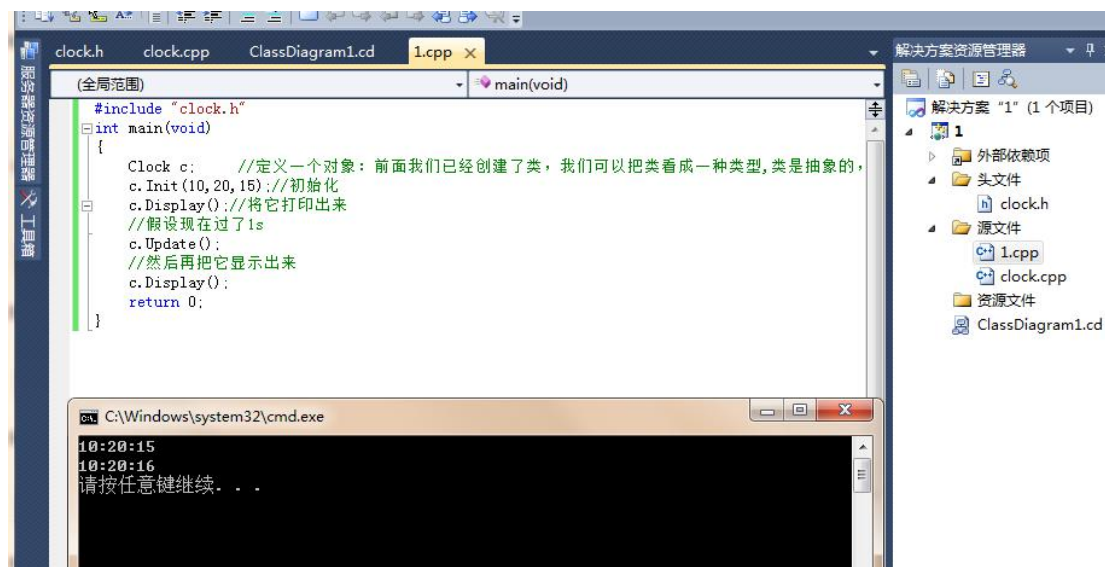 clock.h clock.cpp ClassDiagram1.cd 1.cpp
(全局范围) main(void)
#include "clock.h"
int main(void)
{
Clock c; //定义一个对象：前面我们已经创建了类，我们可以把类看成一种类型,类是抽象的，
c.Init(10,20,15);//初始化
c.Display();//将它打印出来
//假设现在过了1s
c.Update();
//然后再把它显示出来
c.Display();
return 0;
}
服务器资源管理器
工具箱
解决方案资源管理器
解决方案 "1" (1 个项目)
1
外部依赖项
头文件
clock.h
源文件
1.cpp
clock.cpp
资源文件
ClassDiagram1.cd
C:\Windows\system32\cmd.exe
10:20:15
10:20:16
请按任意键继续. . .